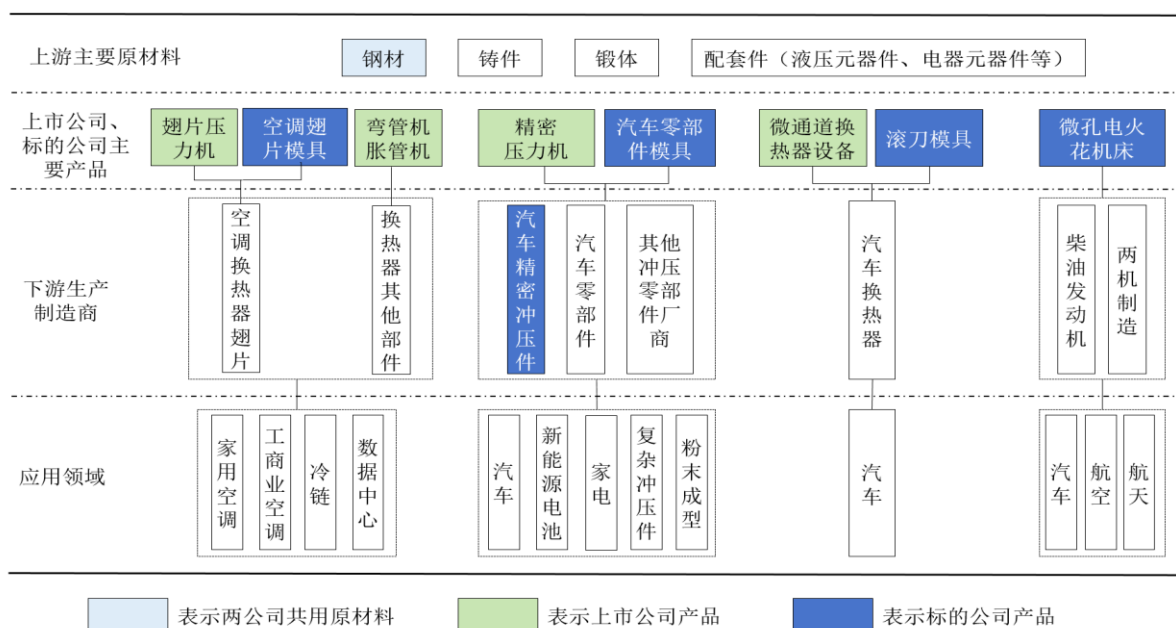 上游主要原材料
钢材
铸件
锻体
配套件（液压元器件、电器元器件等）
上市公司、
标的公司主
要产品
翅片压
力机
空调翅
片模具
弯管机
胀管机
精密
压力机
汽车零部
件模具
微通道换
热器设备
滚刀模具
微孔电火
花机床
下游生产
制造商
空调换热器翅片
换热器其他部件
汽车精密冲压件
汽车零部件
其他
冲压
零部
件厂
商
汽车换热器
柴油发动机
两机制造
应用领域
家用空调
工商业空调
冷链
数据中心
汽车
新能源电池
家电
复杂冲压件
粉末成型
汽车
汽车
航空
航天
表示两公司共用原材料
表示上市公司产品
表示标的公司产品